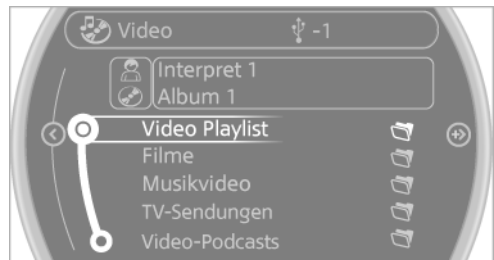 Video -1
Interpret 1
Album 1
Video Playlist
Filme
Musikvideo
TV-Sendungen
Video-Podcasts